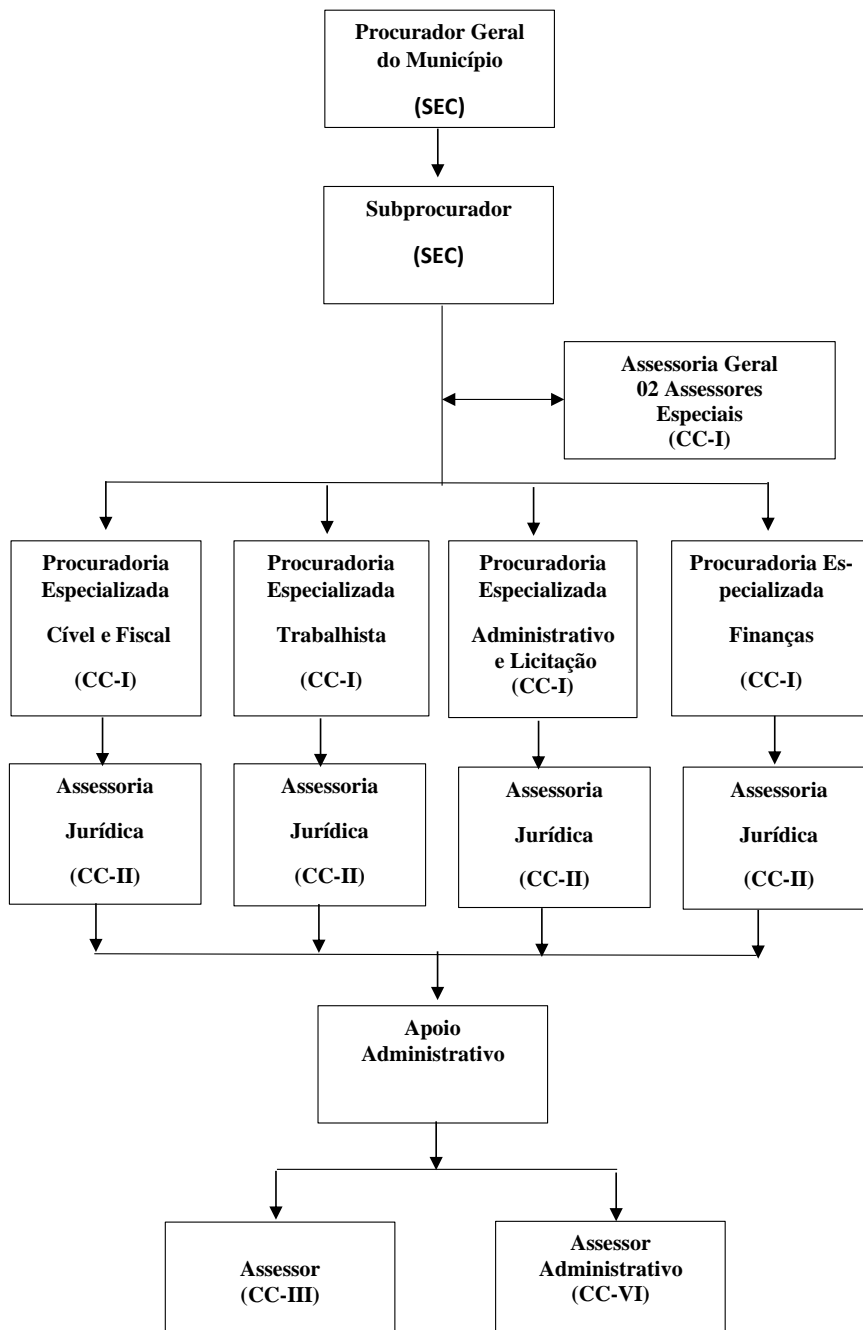 Procurador Geral
do Município
(SEC)
Subprocurador
(SEC)
Assessoria Geral
02 Assessores
Especiais
(CC-I)
Procuradoria
Especializada
Cível e Fiscal
(CC-I)
Procuradoria
Especializada
Trabalhista
(CC-I)
Procuradoria
Especializada
Administrativo
e Licitação
(CC-I)
Procuradoria Es-
pecializada
Finanças
(CC-I)
Assessoria
Jurídica
(CC-II)
Assessoria
Jurídica
(CC-II)
Assessoria
Jurídica
(CC-II)
Assessoria
Jurídica
(CC-II)
Apoio
Administrativo
Assessor
(CC-III)
Assessor
Administrativo
(CC-VI)